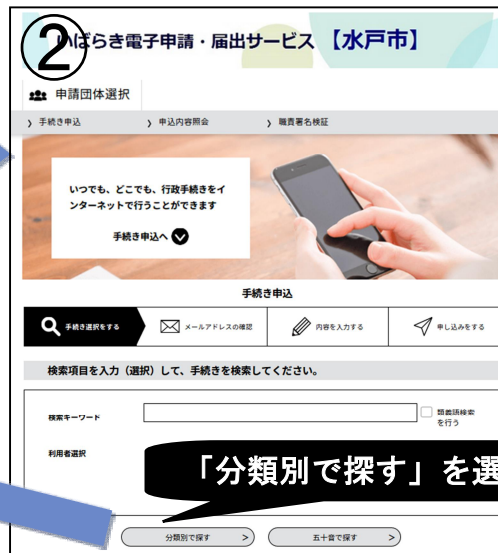 ②
いばらき電子申請・届出サービス【水戸市】
申請団体選択
手続き申込
申込内容照会
職責署名検証
いつでも、どこでも、行政手続きをイ
ンターネットで行うことができます
手続き申込へ
手続き申込
手続き選択をする
メールアドレスの確認
内容を入力する
申し込みをする
検索項目を入力（選択）して、手続きを検索してください。
検索キーワード
類義語検索
を行う
利用者選択
「分類別で探す」を選
分類別で探す >
五十音で探す >